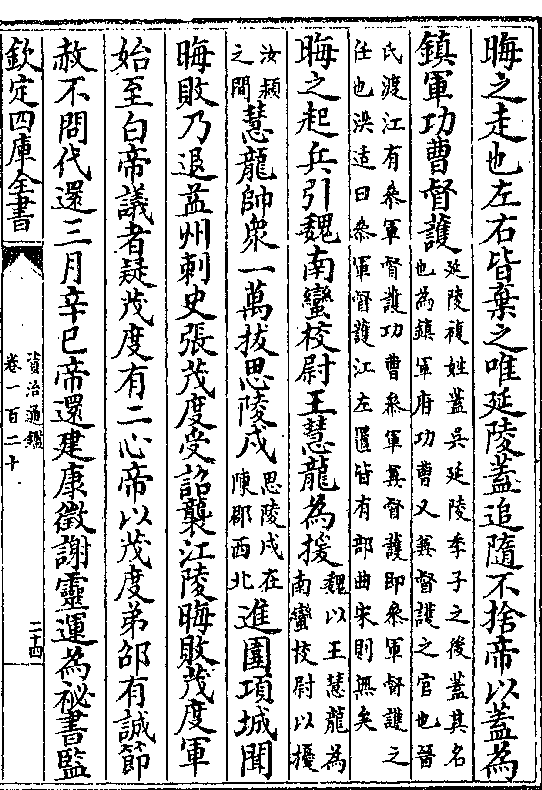 晦之走也左右皆棄之唯延陵蓋追隨不捨帝以蓋為
鎮軍功曹督護
延陵複姓蓋吳延陵季子之後蓋其名
也為鎮軍府功曹又兼督護之官也晉
氏渡江有參軍督護功曹參軍兼督護即參軍督護之
任也洪适曰參軍督護江左置皆有部曲宋則無矣
晦之起兵引魏南蠻校尉王慧龍為援
魏以王慧龍為
南蠻校尉以擾
汝潁
之間
慧龍帥衆一萬拔思陵戍
思陵戍在
陳郡西北
進圍項城聞
晦敗乃退益州刺史張茂度受詔襲江陵晦敗茂度軍
始至白帝議者疑茂度有二心帝以茂度弟邵有誠節
赦不問代還三月辛巳帝還建康徵謝靈運為祕書監
欽定四庫全書
資治通鑑
卷一百二十
二十四